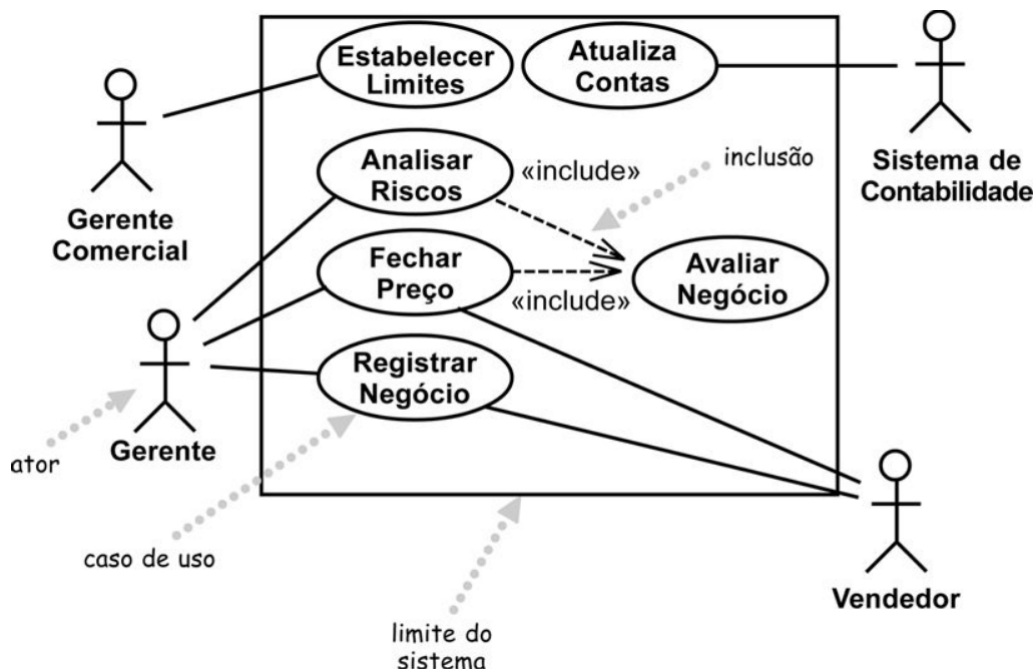 Estabelecer
Limites
Atualiza
Contas
Gerente
Comercial
Sistema de
Contabilidade
Analisar
Riscos
«include»
inclusão
Fechar
Preço
«include»
Avaliar
Negócio
Registrar
Negócio
Gerente
ator
caso de uso
limite do
sistema
Vendedor